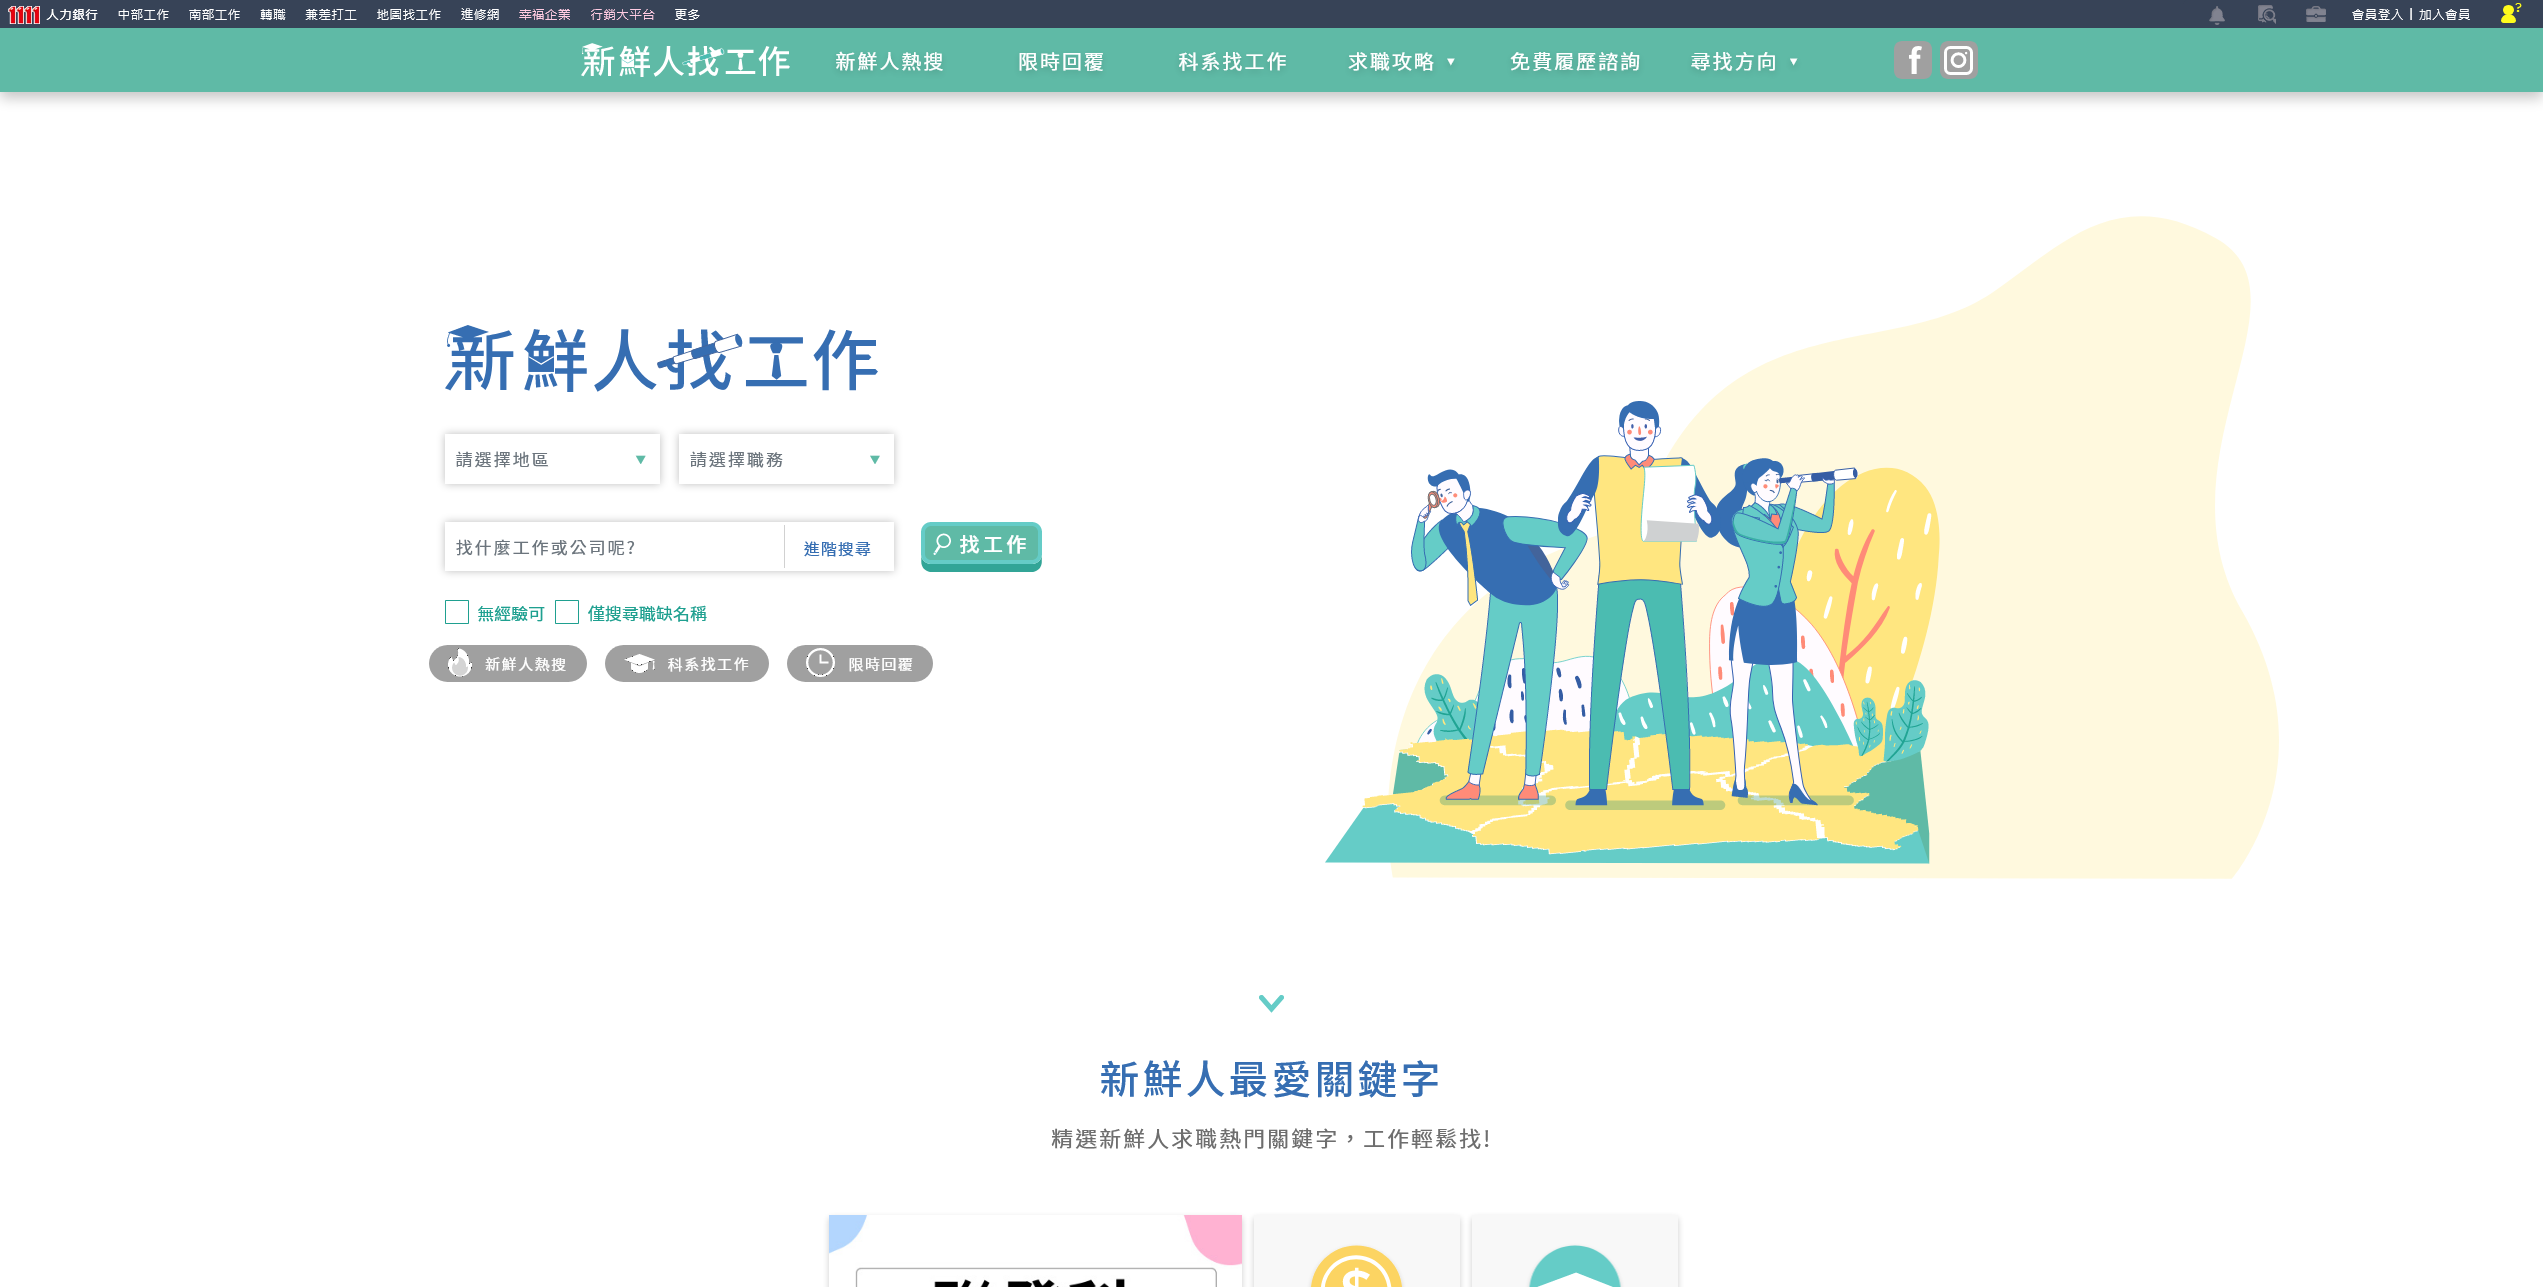 1111 人力銀行 中部工作 南部工作 轉職 兼差打工 地圖找工作 進修網 幸福企業 行銷大平台 更多 會員登入 | 加入會員
新鮮人找工作 新鮮人熱搜 限時回覆 科系找工作 求職攻略 ▼ 免費履歷諮詢 尋找方向 ▼
新鮮人找工作
請選擇地區 ▼ 請選擇職務 ▼
找什麼工作或公司呢? 進階搜尋 找工作
無經驗可 僅搜尋職缺名稱
新鮮人熱搜 科系找工作 限時回覆
新鮮人最愛關鍵字
精選新鮮人求職熱門關鍵字，工作輕鬆找!